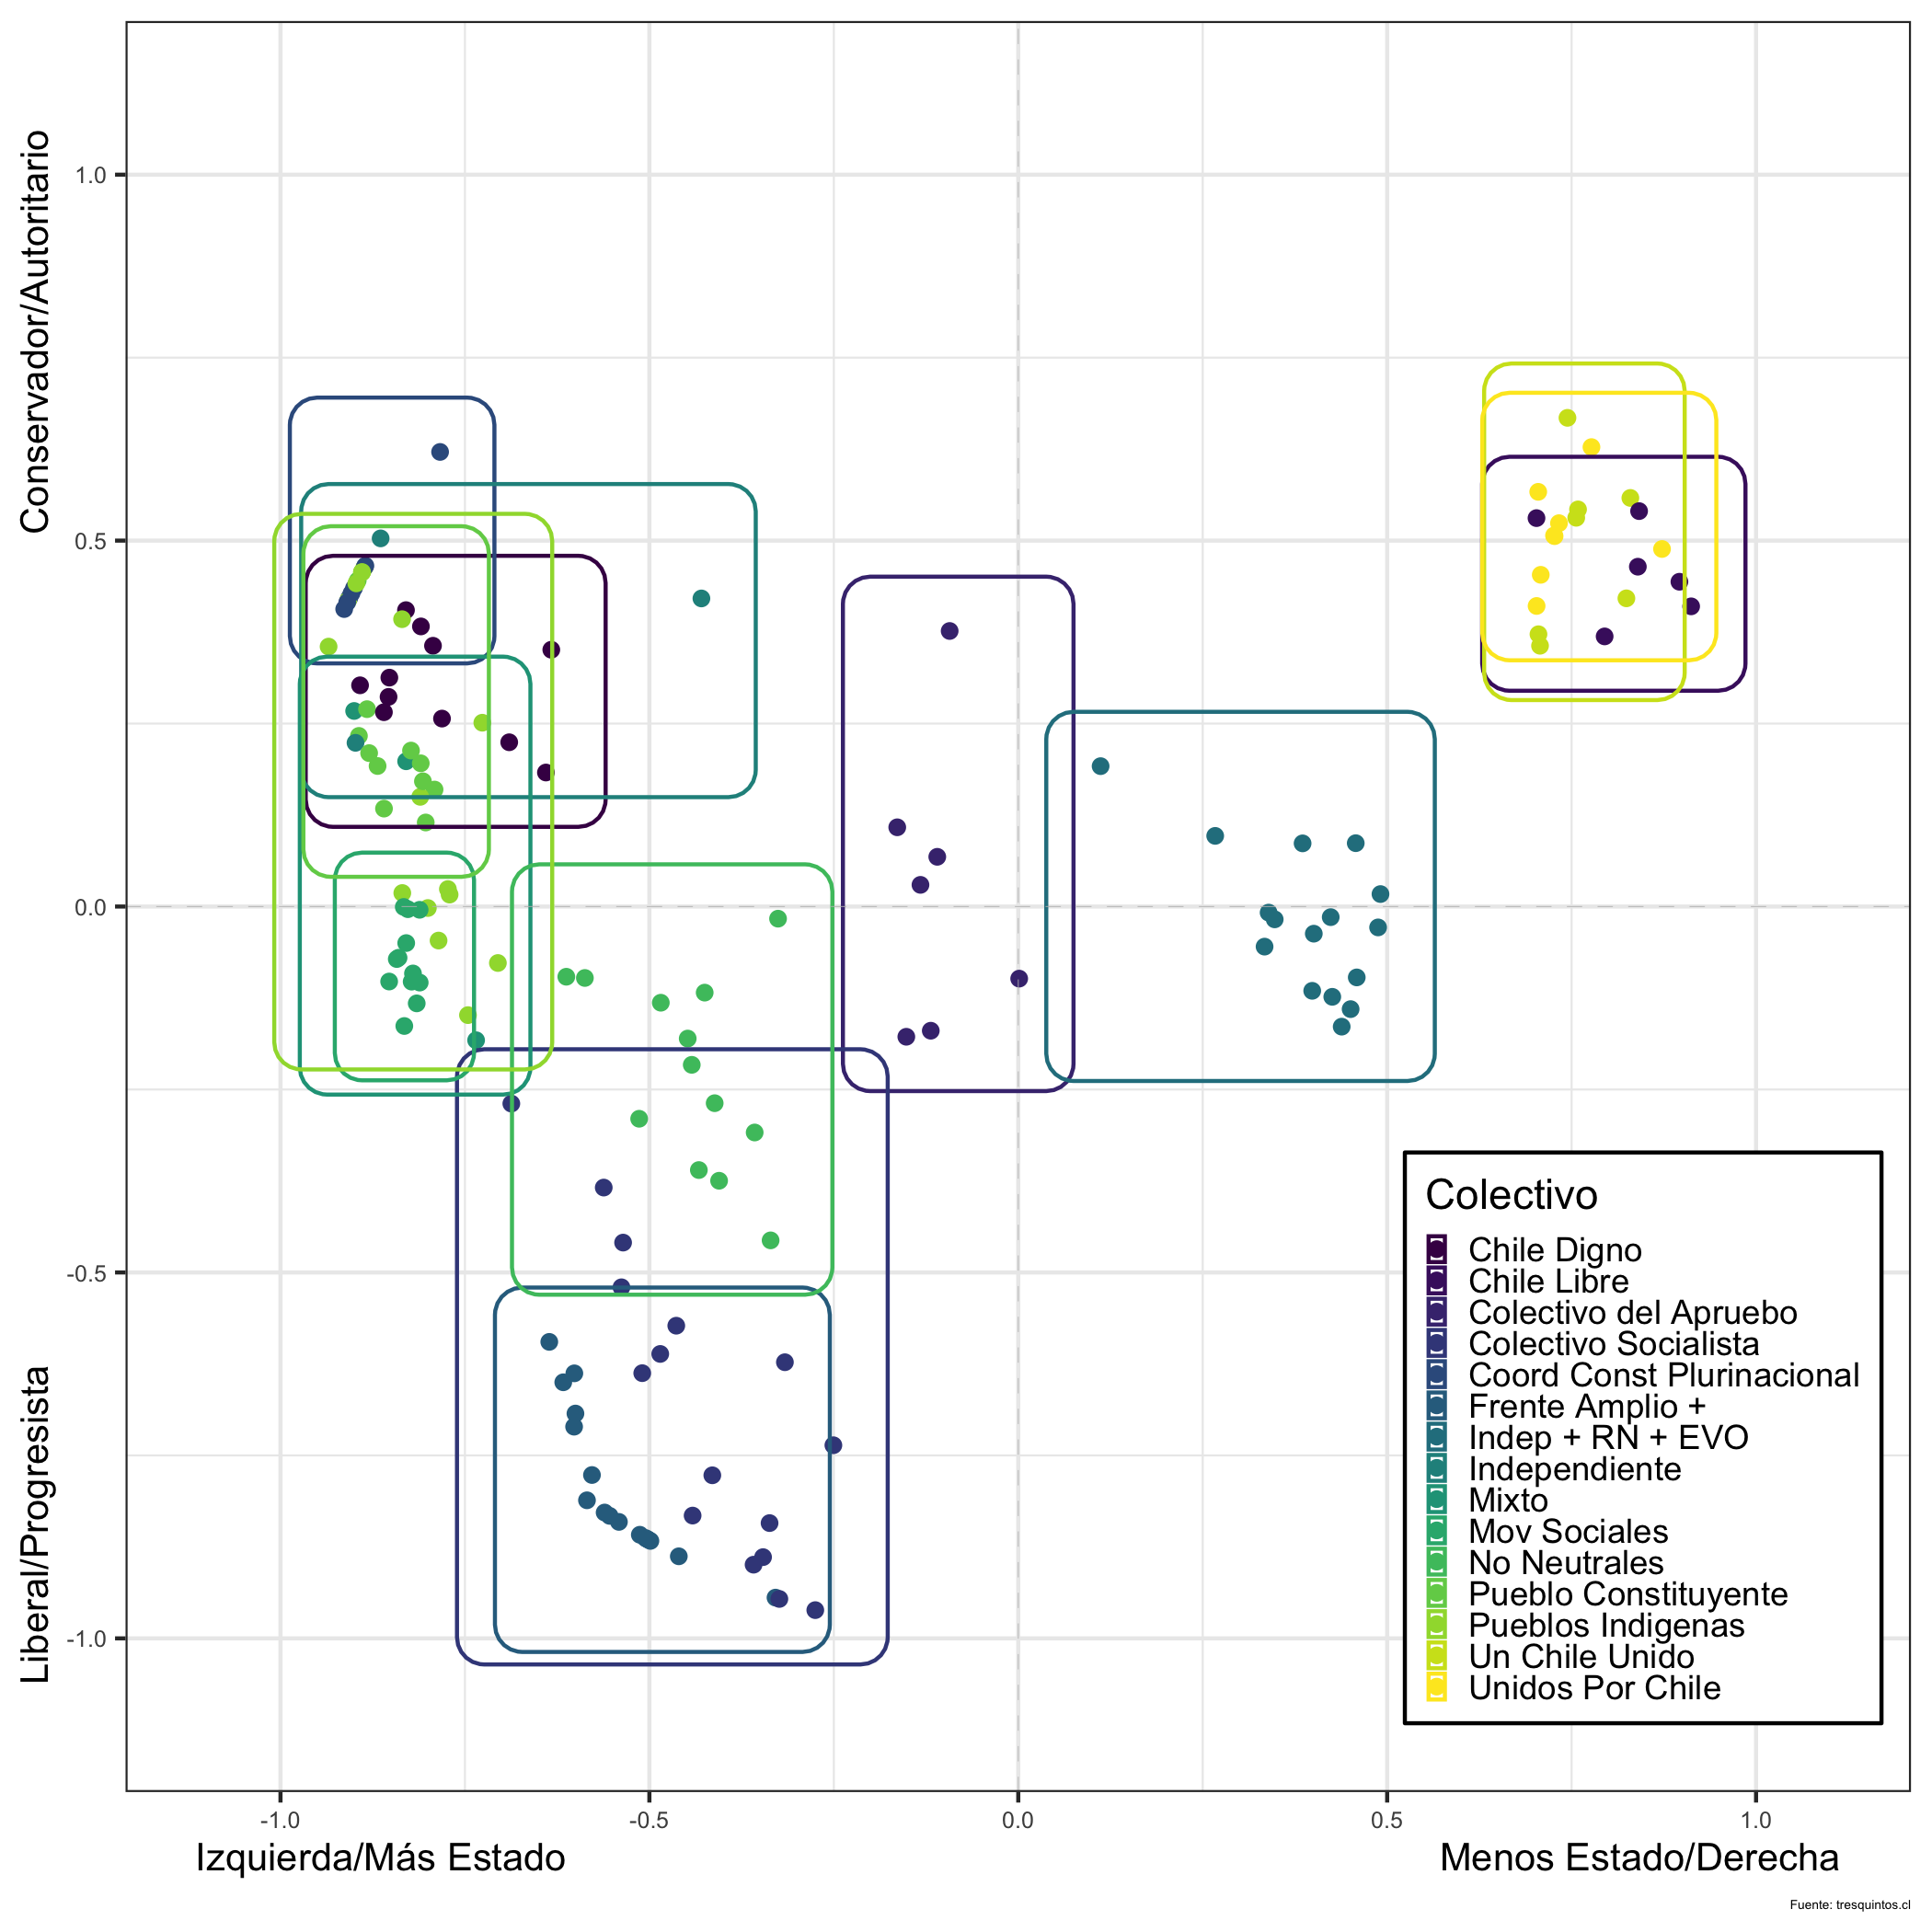 Conservador/Autoritario
Liberal/Progresista
1.0
0.5
0.0
-0.5
-1.0
Colectivo
Chile Digno
Chile Libre
Colectivo del Apruebo
Colectivo Socialista
Coord Const Plurinacional
Frente Amplio +
Indep + RN + EVO
Independiente
Mixto
Mov Sociales
No Neutrales
Pueblo Constituyente
Pueblos Indigenas
Un Chile Unido
Unidos Por Chile
-1.0 -0.5 0.0 0.5 1.0
Izquierda/Más Estado Menos Estado/Derecha
Fuente: tresquintos.cl